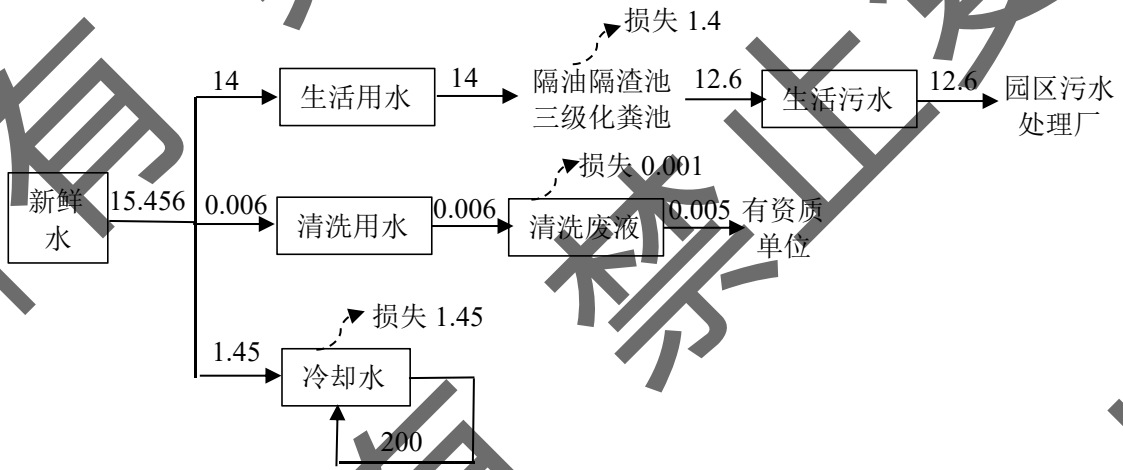 损失 1.4
14
生活用水
14
隔油隔渣池
三级化粪池
12.6
生活污水
12.6
园区污水
处理厂
损失 0.001
新鲜
水
15.456
0.006
清洗用水
0.006
清洗废液
0.005
有资质
单位
损失 1.45
1.45
冷却水
200
禁止
有